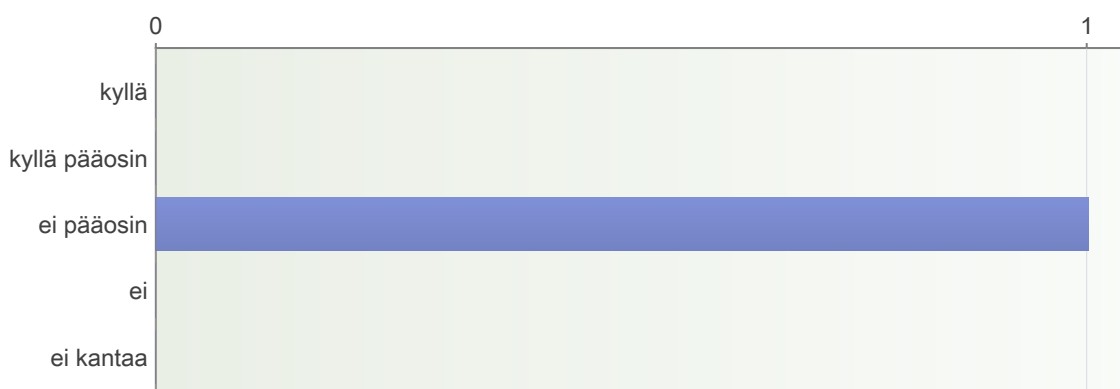 0 1
kyllä
kyllä pääosin
ei pääosin
ei
ei kantaa